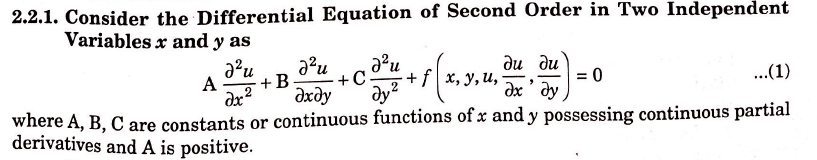 2.2.1. Consider the Differential Equation of Second Order in Two Independent
Variables x and y as
A ∂²u/∂x² + B ∂²u/∂x∂y + C ∂²u/∂y² + f (x, y, u, ∂u/∂x, ∂u/∂y) = 0 ...(1)
where A, B, C are constants or continuous functions of x and y possessing continuous partial
derivatives and A is positive.